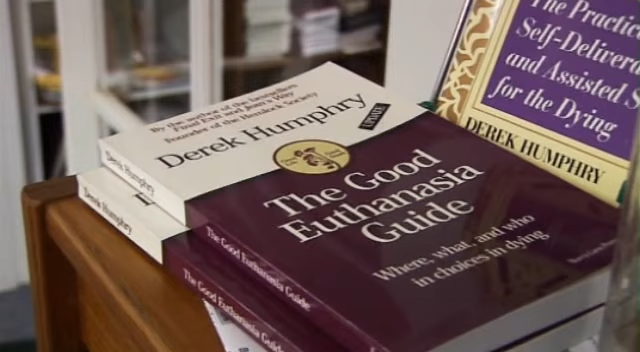 By the author of the bestsellers
Final Exit and Jean's Way
Founder of the Hemlock Society
Derek Humphry
The Good
Euthanasia
Guide
Where, what, and who
in choices in dying
Derek Humphry
The Good Euthanasia Guide
Derek Humphry
The Good Euthanasia Guide
The Practice
Self-Deliverance
and Assisted
for the Dying
DEREK HUMPHRY